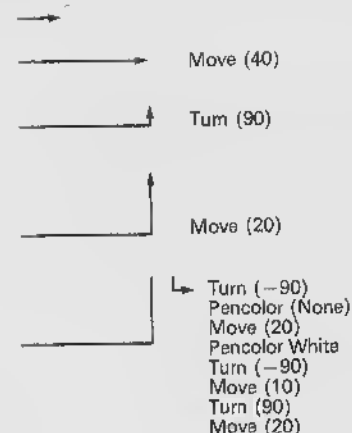 Move (40)
Turn (90)
Move (20)
Turn (−90)
Pencolor (None)
Move (20)
Pencolor White
Turn (−90)
Move (10)
Turn (90)
Move (20)